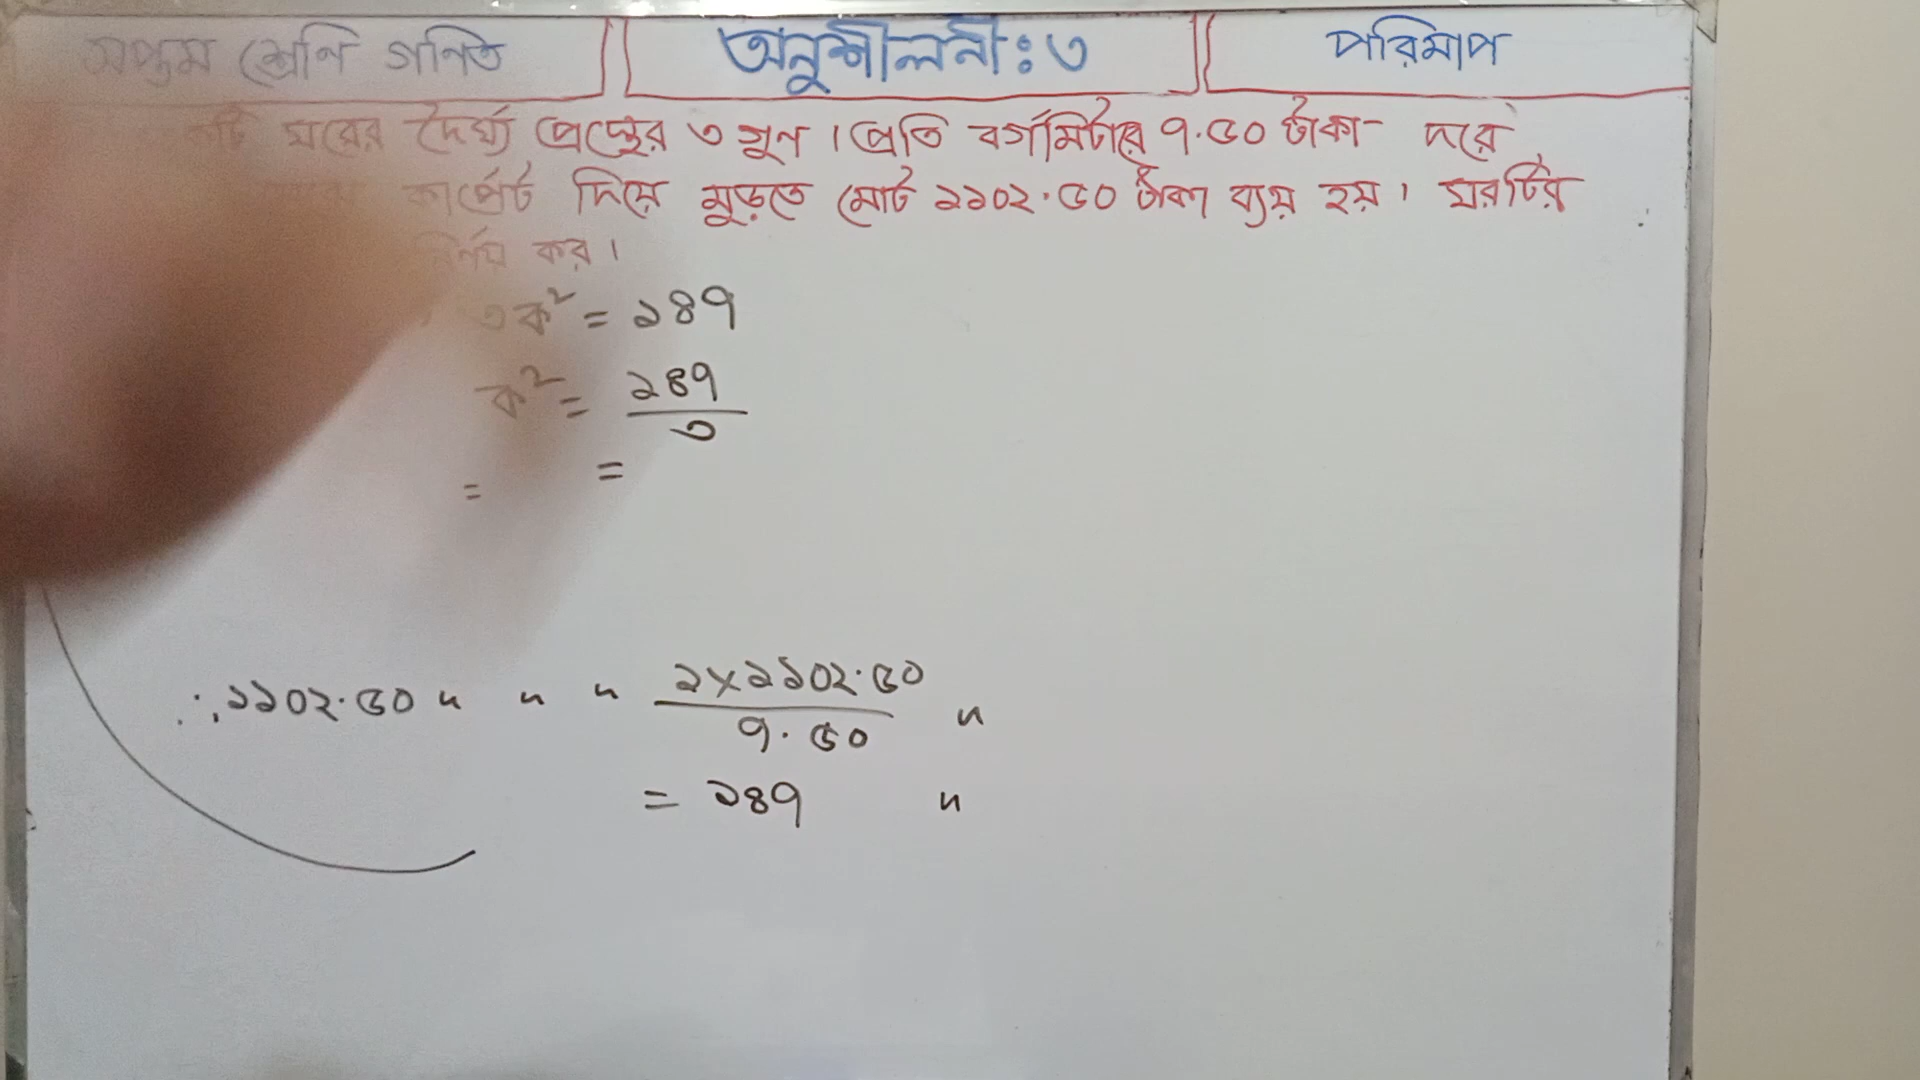 সপ্তম শ্রেণি গনিত
অনুশীলনী: ৩
পরিমাপ
ঘরের দৈর্ঘ্য প্রস্থের ৩ গুন। প্রতি বর্গমিটারে ৭.৫০ টাকা দরে
কার্পেট দিয়ে মুড়তে মোট ১১০২.৫০ টাকা ব্যয় হয়। ঘরটির
কর।
৩ক² = ১৪৭
ক² = ১৪৭/৩
= =
∴ ১১০২.৫০ " " " ১×১১০২.৫০/৭.৫০ "
= ১৪৭ "